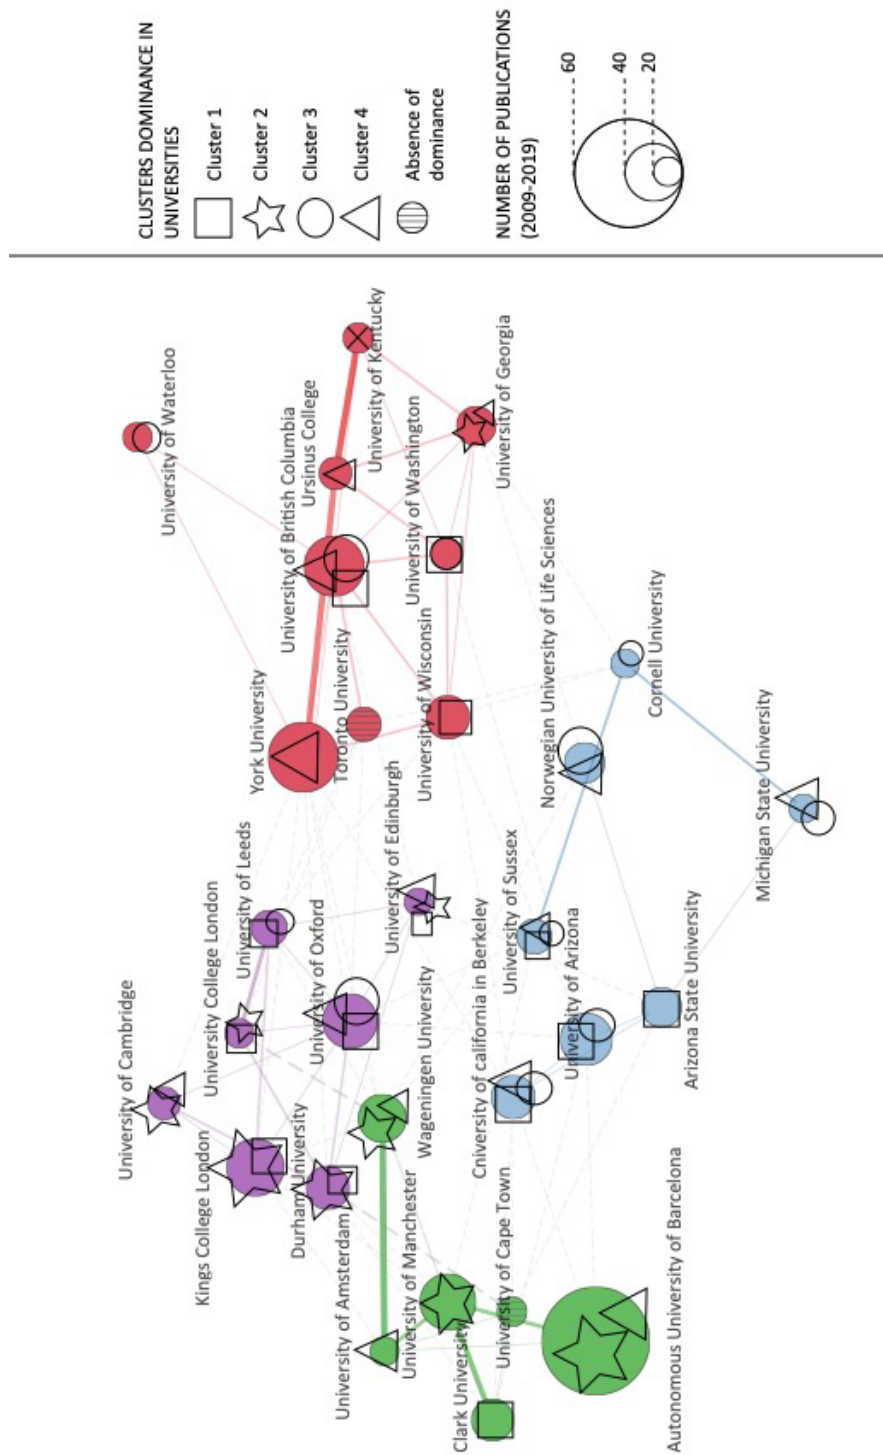 CLUSTERS DOMINANCE IN
UNIVERSITIES
Cluster 1
Cluster 2
Cluster 3
Cluster 4
Absence of
dominance
NUMBER OF PUBLICATIONS
(2009-2019)
60
40
20
University of Waterloo
University of Kentucky
Ursinus College
University of British Columbia
University of Georgia
University of Washington
York University
Toronto University
University of Wisconsin
Norwegian University of Life Sciences
Cornell University
Michigan State University
University of Leeds
University of Edinburgh
University College London
University of Oxford
University of Cambridge
Kings College London
Durham University
University of Sussex
University of Arizona
Cniversity of california in Berkeley
Arizona State University
Wageningen University
University of Amsterdam
University of Manchester
University of Cape Town
Clark University
Autonomous University of Barcelona